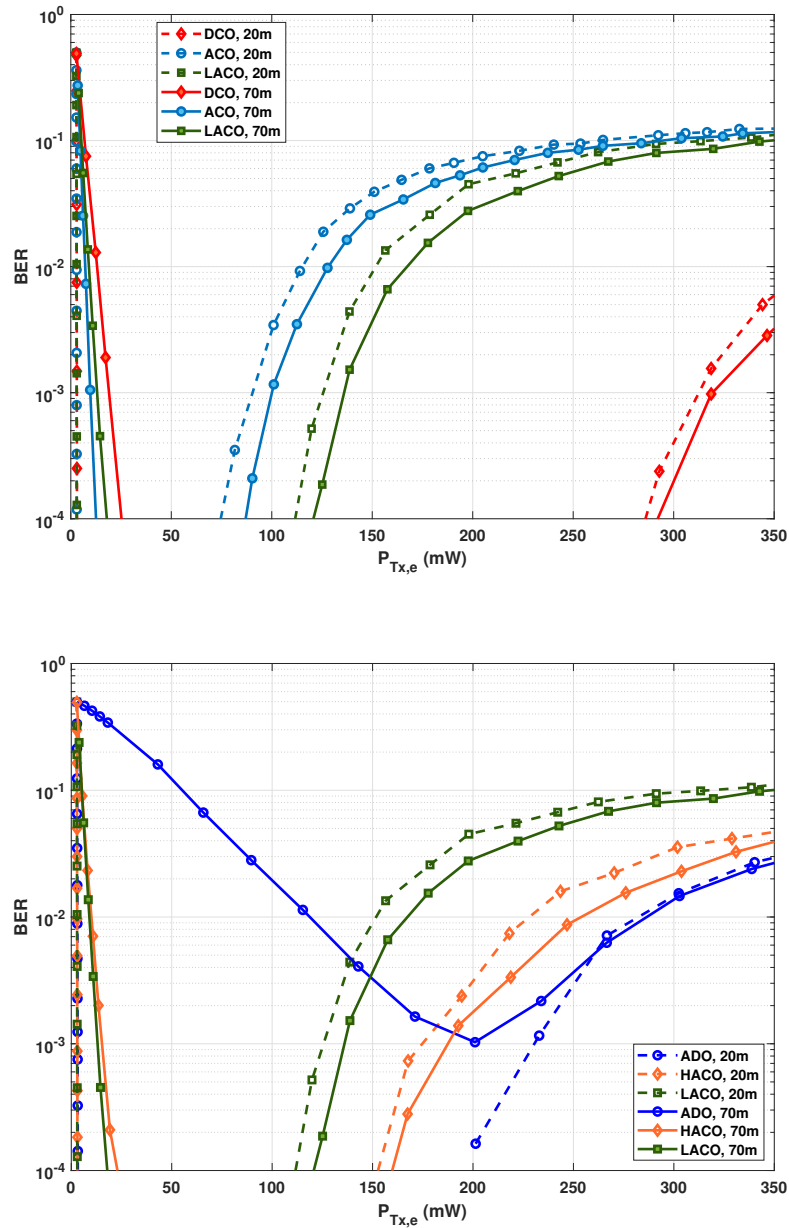 10^0
10^-1
10^-2
10^-3
10^-4
BER
DCO, 20m
ACO, 20m
LACO, 20m
DCO, 70m
ACO, 70m
LACO, 70m
0 50 100 150 200 250 300 350
P_Tx,e (mW)
10^0
10^-1
10^-2
10^-3
10^-4
BER
ADO, 20m
HACO, 20m
LACO, 20m
ADO, 70m
HACO, 70m
LACO, 70m
0 50 100 150 200 250 300 350
P_Tx,e (mW)